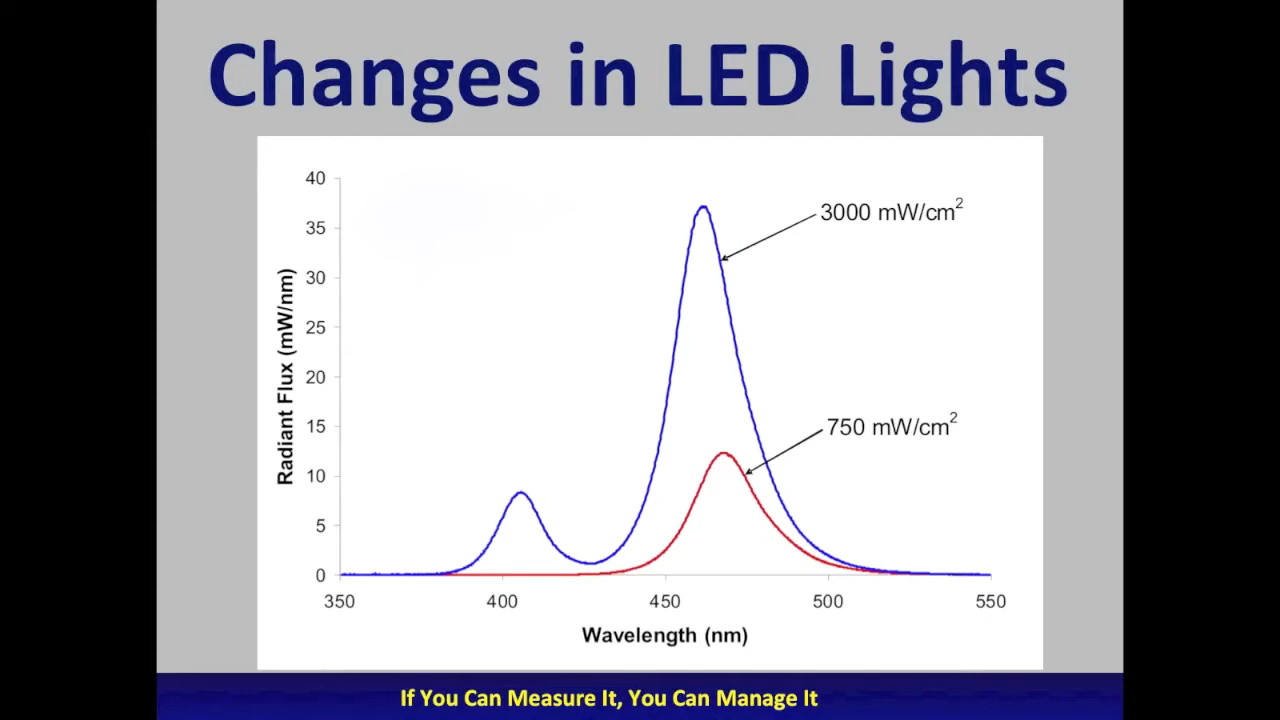 Changes in LED Lights
40
35
30
25
20
15
10
5
0
Radiant Flux (mW/nm)
3000 mW/cm²
750 mW/cm²
350 400 450 500 550
Wavelength (nm)
If You Can Measure It, You Can Manage It